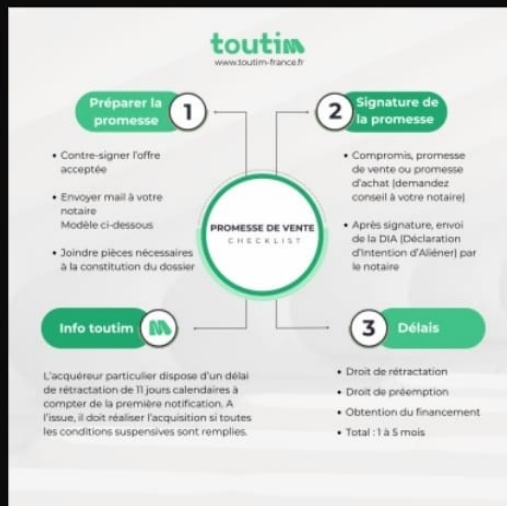 toutim
www.toutim-france.fr
Préparer la
promesse
1
• Contre-signer l'offre
acceptée
• Envoyer mail à votre
notaire
Modèle ci-dessous
• Joindre pièces nécessaires
à la constitution du dossier
2
Signature de
la promesse
• Compromis, promesse
de vente ou promesse
d'achat (demandez
conseil à votre notaire)
• Après signature, envoi
de la DIA (Déclaration
d'Intention d'Aliéner) par
le notaire
PROMESSE DE VENTE
CHECKLIST
Info toutim
L'acquéreur particulier dispose d'un délai
de rétractation de 11 jours calendaires à
compter de la première notification. A
l'issue, il doit réaliser l'acquisition si toutes
les conditions suspensives sont remplies.
3
Délais
• Droit de rétractation
• Droit de préemption
• Obtention du financement
• Total : 1 à 5 mois